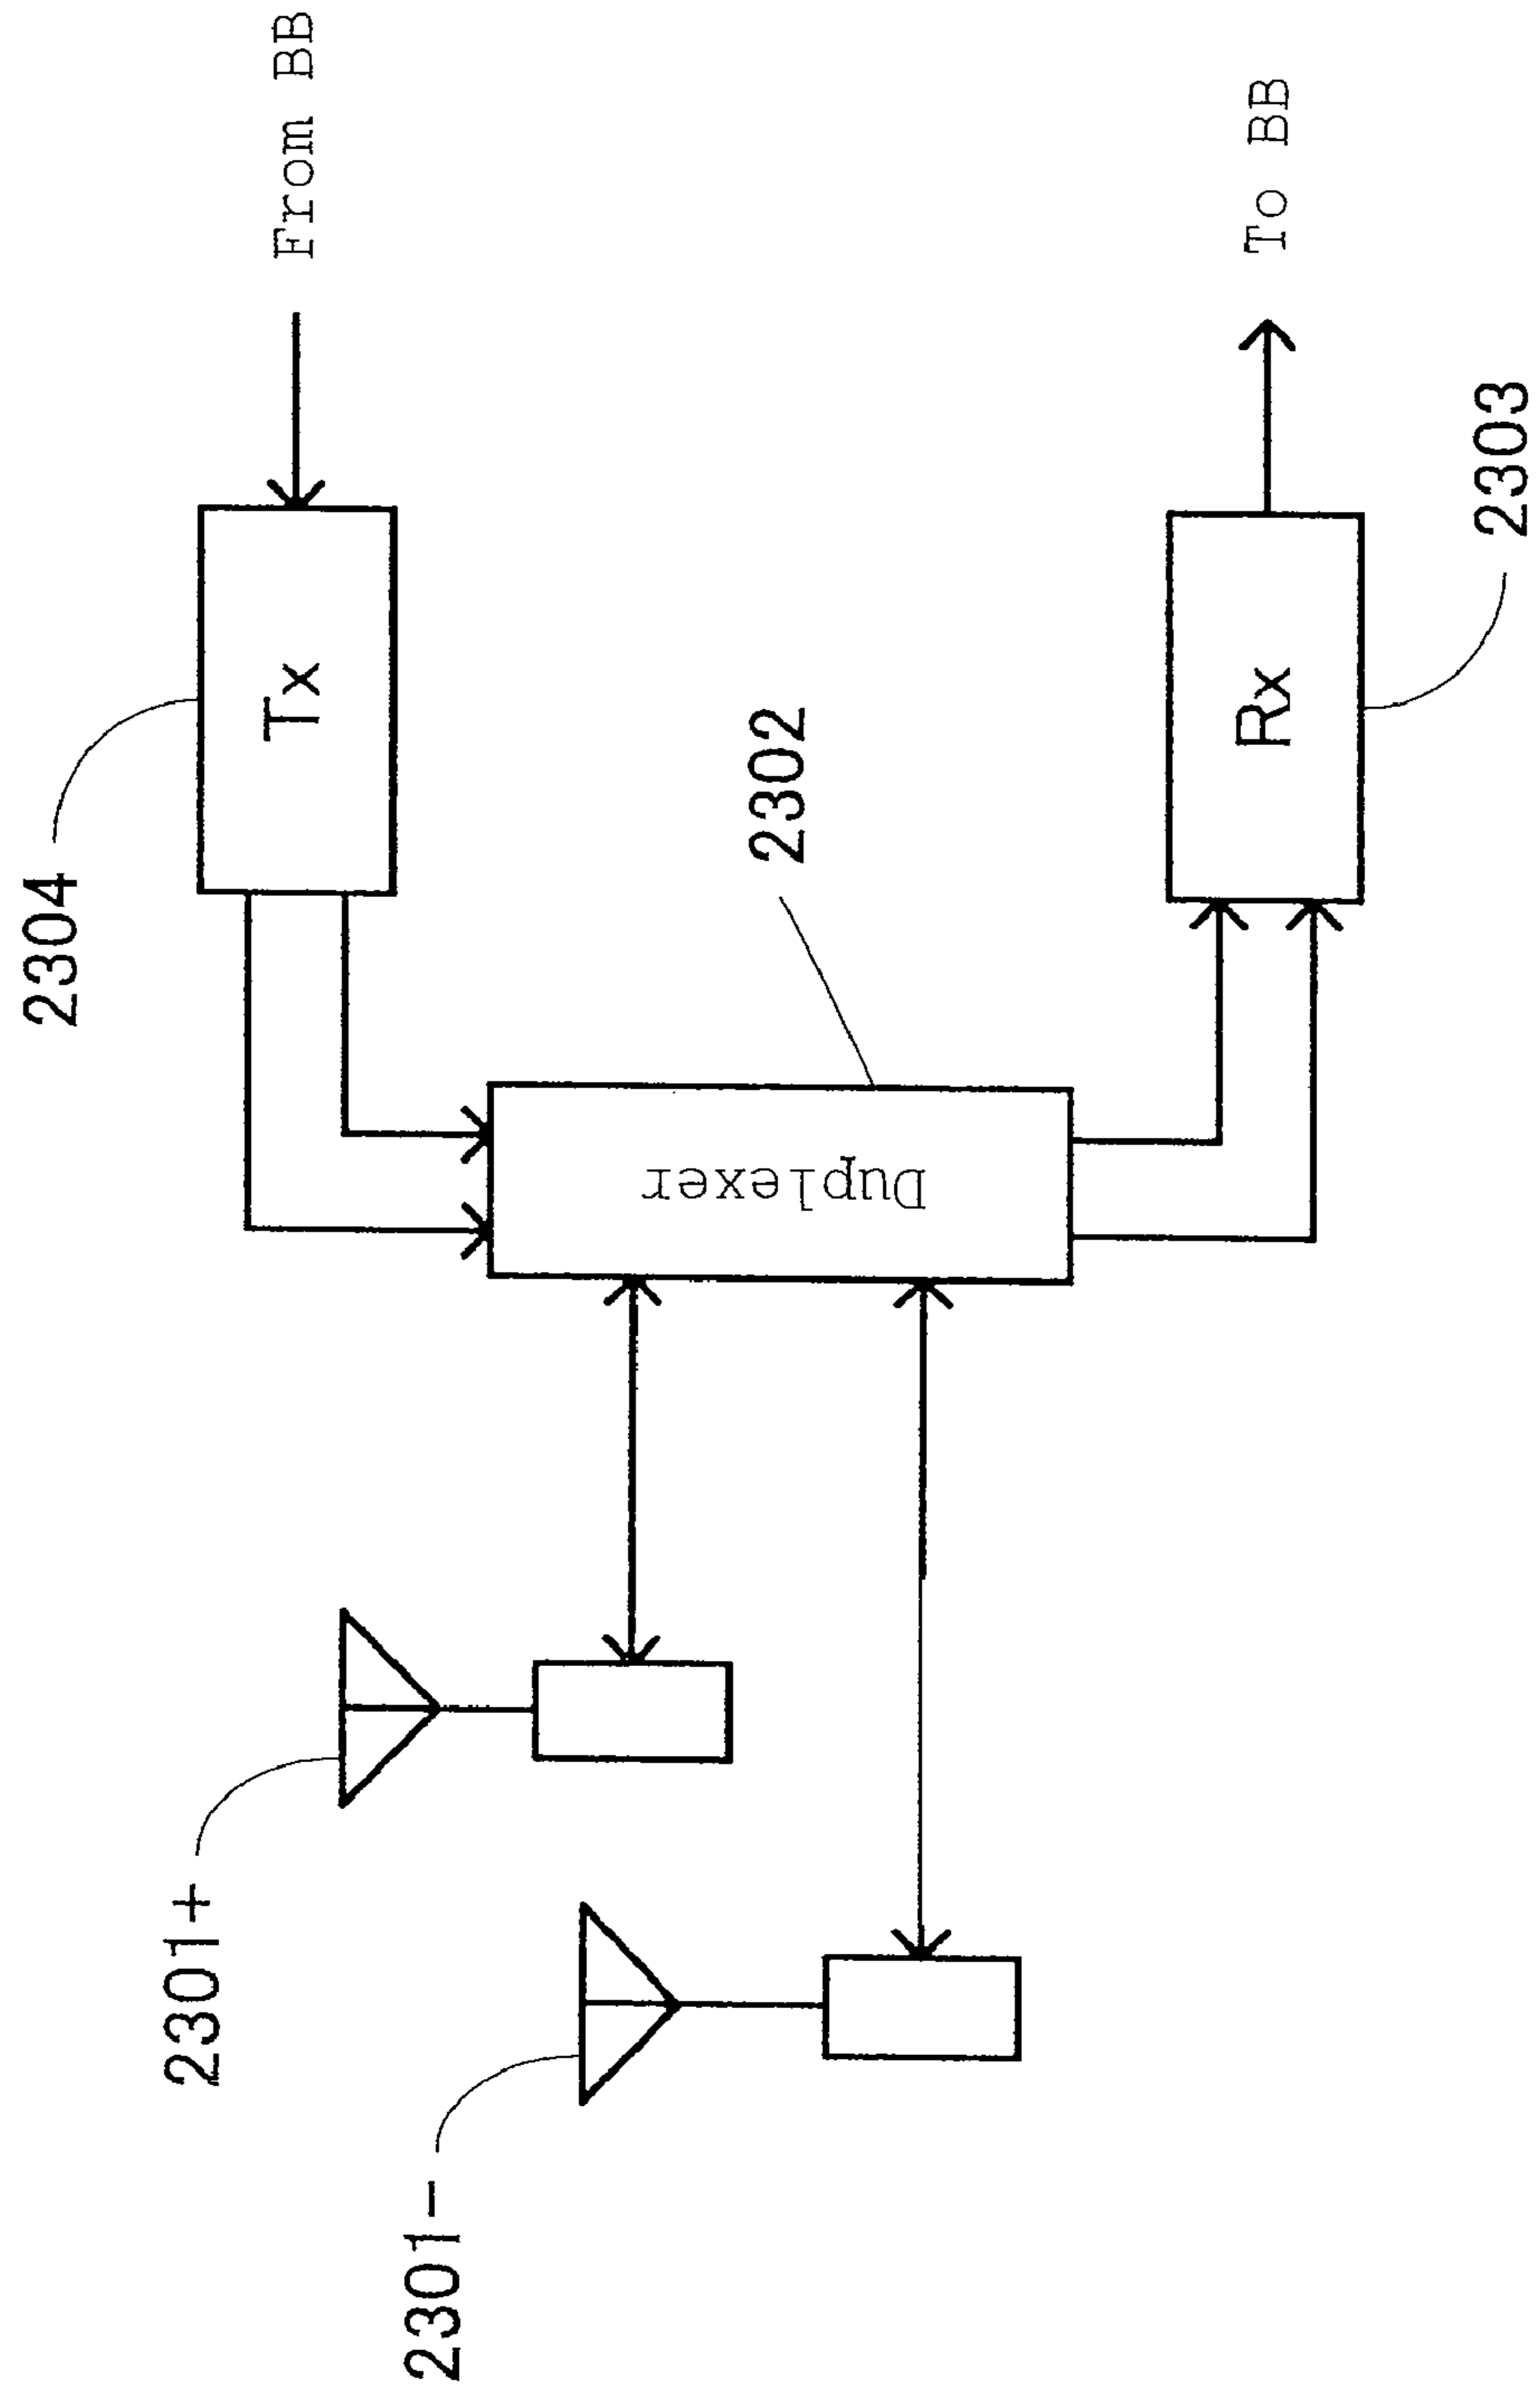 From BB
Tx
2304
2302
Duplexer
To BB
Rx
2303
2301+
2301-